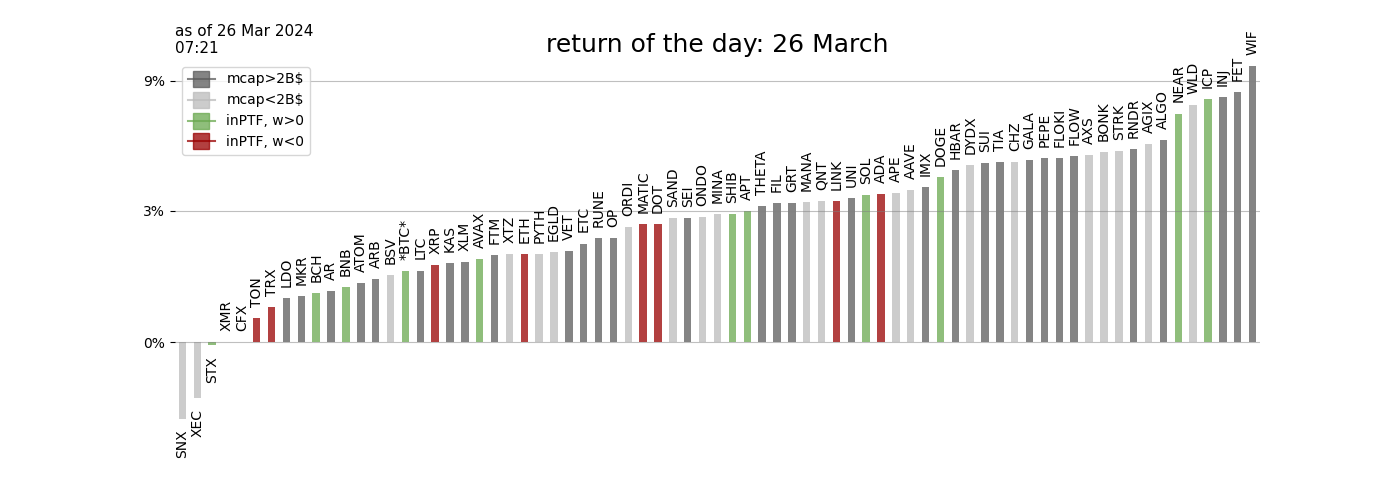 as of 26 Mar 2024
07:21
return of the day: 26 March
mcap>2B$
mcap<2B$
inPTF, w>0
inPTF, w<0
9%
3%
0%
SNX
XEC
STX
XMR
CFX
TON
TRX
LDO
MKR
BCH
AR
BNB
ATOM
ARB
BSV
*BTC*
LTC
XRP
KAS
XLM
AVAX
FTM
XTZ
ETH
PYTH
EGLD
VET
ETC
RUNE
OP
ORDI
MATIC
DOT
SAND
SEI
ONDO
MINA
SHIB
APT
THETA
FIL
GRT
MANA
QNT
LINK
UNI
SOL
ADA
APE
AAVE
IMX
DOGE
HBAR
DYDX
SUI
TIA
CHZ
GALA
PEPE
FLOKI
FLOW
AXS
BONK
STRK
RNDR
AGIX
ALGO
NEAR
WLD
ICP
INJ
FET
WIF